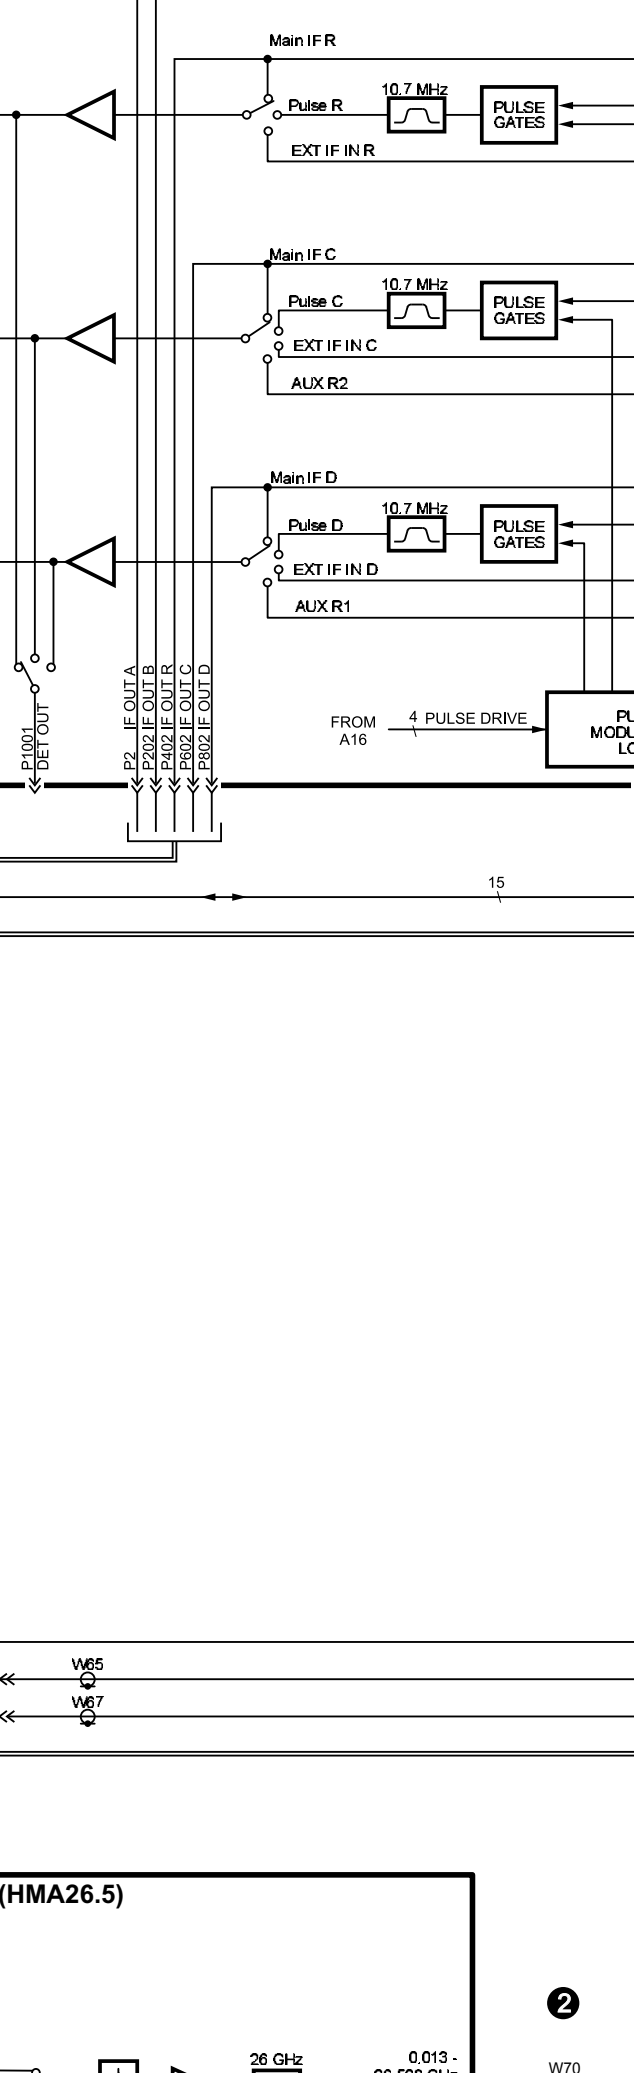 Main IF R
10.7 MHz
Pulse R
PULSE
GATES
EXT IF IN R
Main IF C
10.7 MHz
Pulse C
PULSE
GATES
EXT IF IN C
AUX R2
Main IF D
10.7 MHz
Pulse D
PULSE
GATES
EXT IF IN D
AUX R1
P1001
DET OUT
P2 IF OUT A
P202 IF OUT B
P402 IF OUT R
P602 IF OUT C
P802 IF OUT D
FROM
A16
4 PULSE DRIVE
PU
MODU
LO
15
W65
W67
(HMA26.5)
2
26 GHz
0.013 -
W70